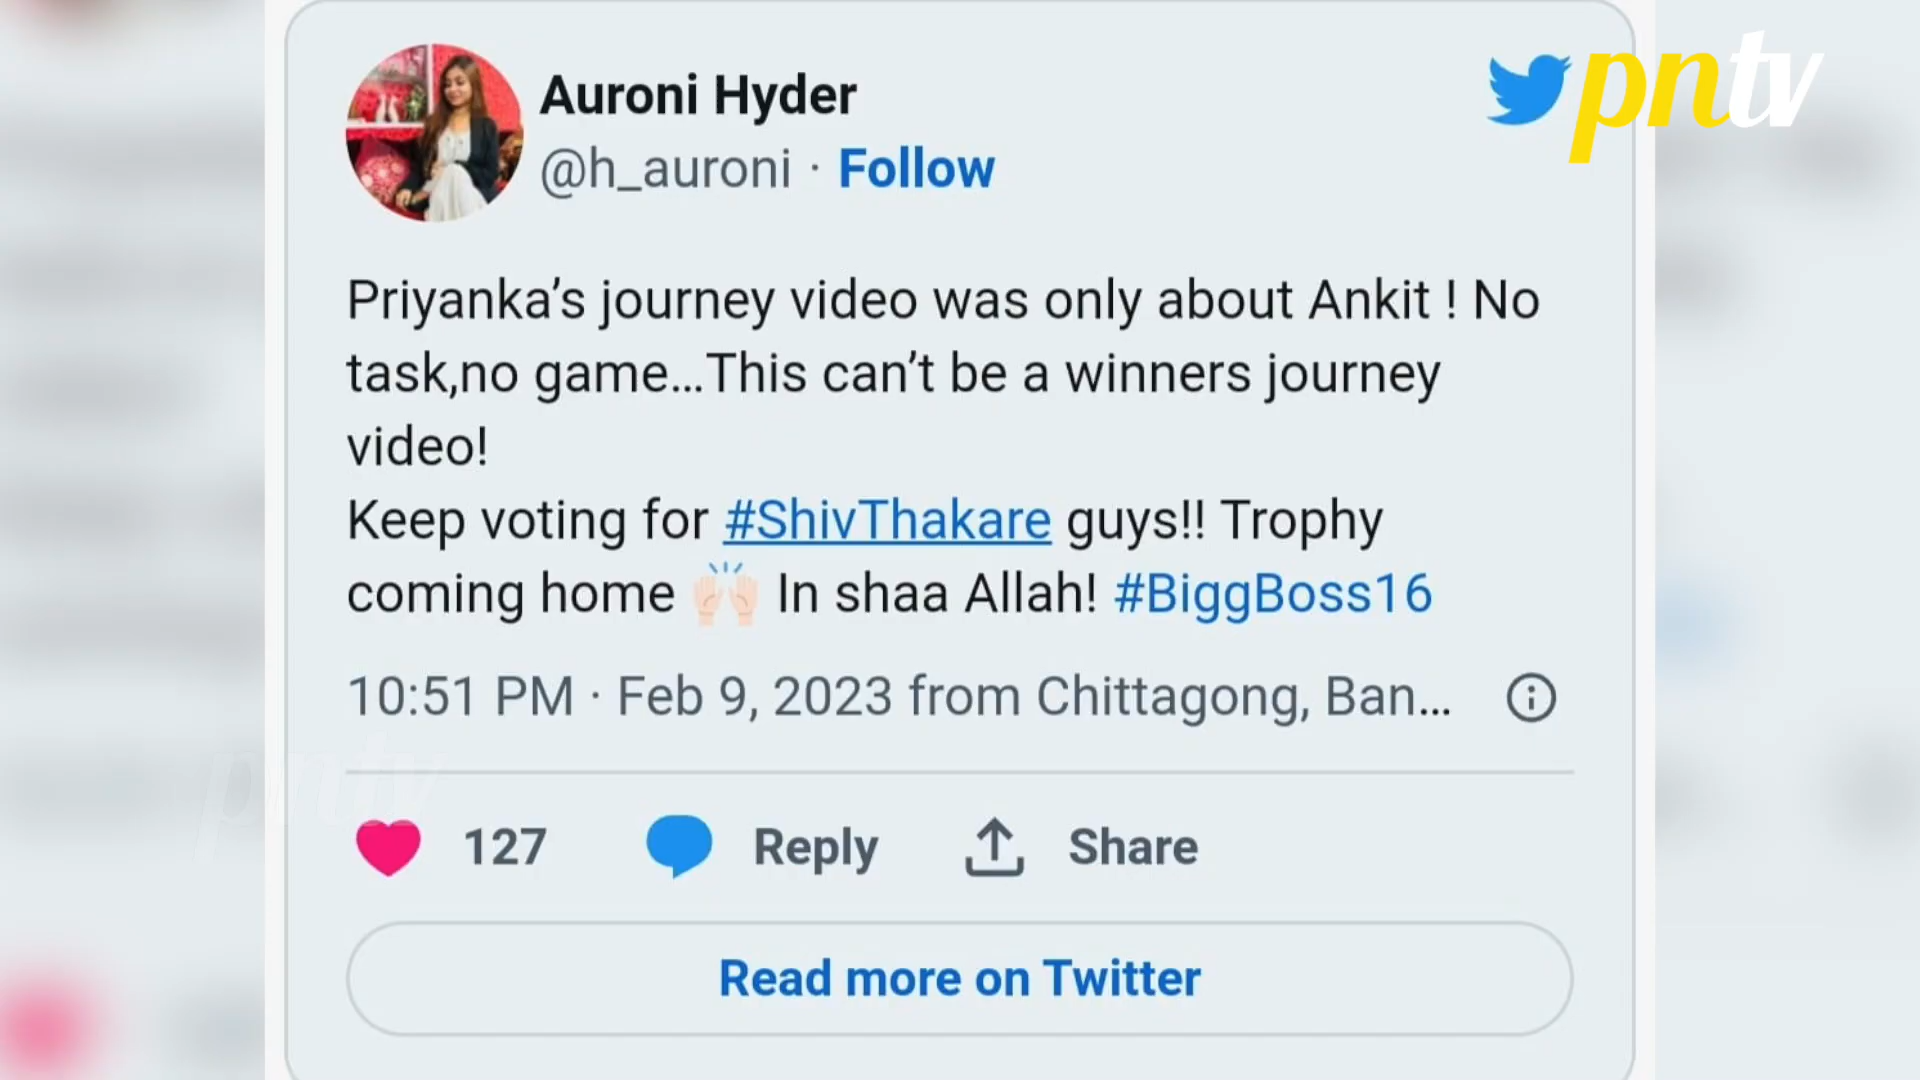 Auroni Hyder
@h_auroni · Follow
pntv
Priyanka’s journey video was only about Ankit ! No
task,no game...This can’t be a winners journey
video!
Keep voting for #ShivThakare guys!! Trophy
coming home 🙌🏻 In shaa Allah! #BiggBoss16
10:51 PM · Feb 9, 2023 from Chittagong, Ban...
pntv
127 Reply Share
Read more on Twitter